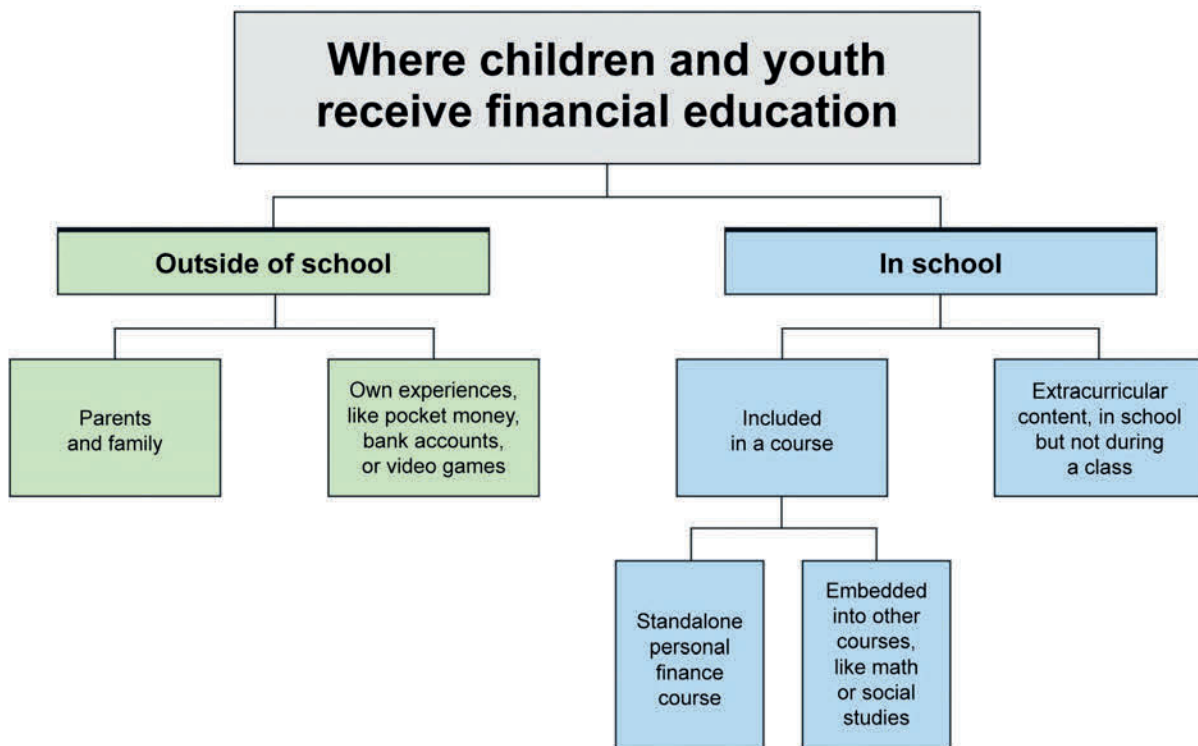 Where children and youth
receive financial education
Outside of school
In school
Parents
and family
Own experiences,
like pocket money,
bank accounts,
or video games
Included
in a course
Extracurricular
content, in school
but not during
a class
Standalone
personal
finance
course
Embedded
into other
courses,
like math
or social
studies